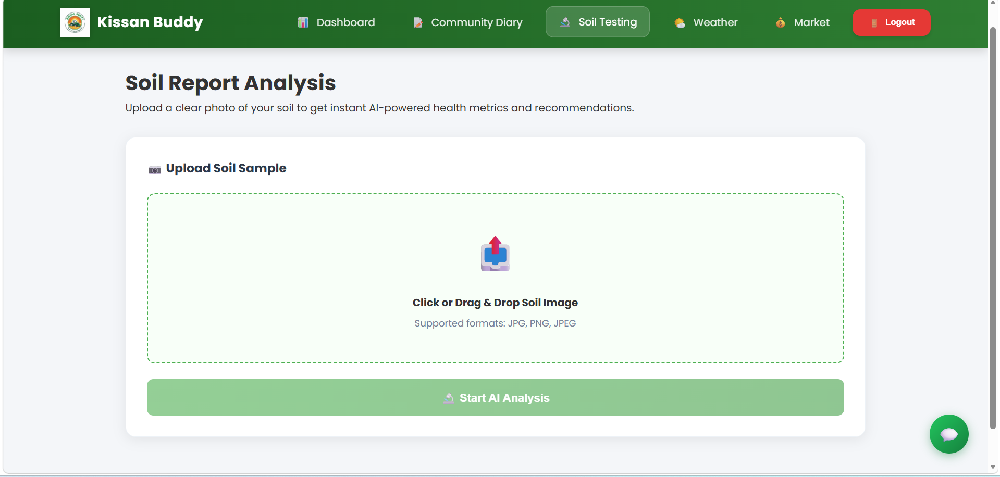 KISSAN BUDDY
Kissan Buddy
Dashboard
Community Diary
Soil Testing
Weather
Market
Logout
Soil Report Analysis
Upload a clear photo of your soil to get instant AI-powered health metrics and recommendations.
Upload Soil Sample
Click or Drag & Drop Soil Image
Supported formats: JPG, PNG, JPEG
Start AI Analysis